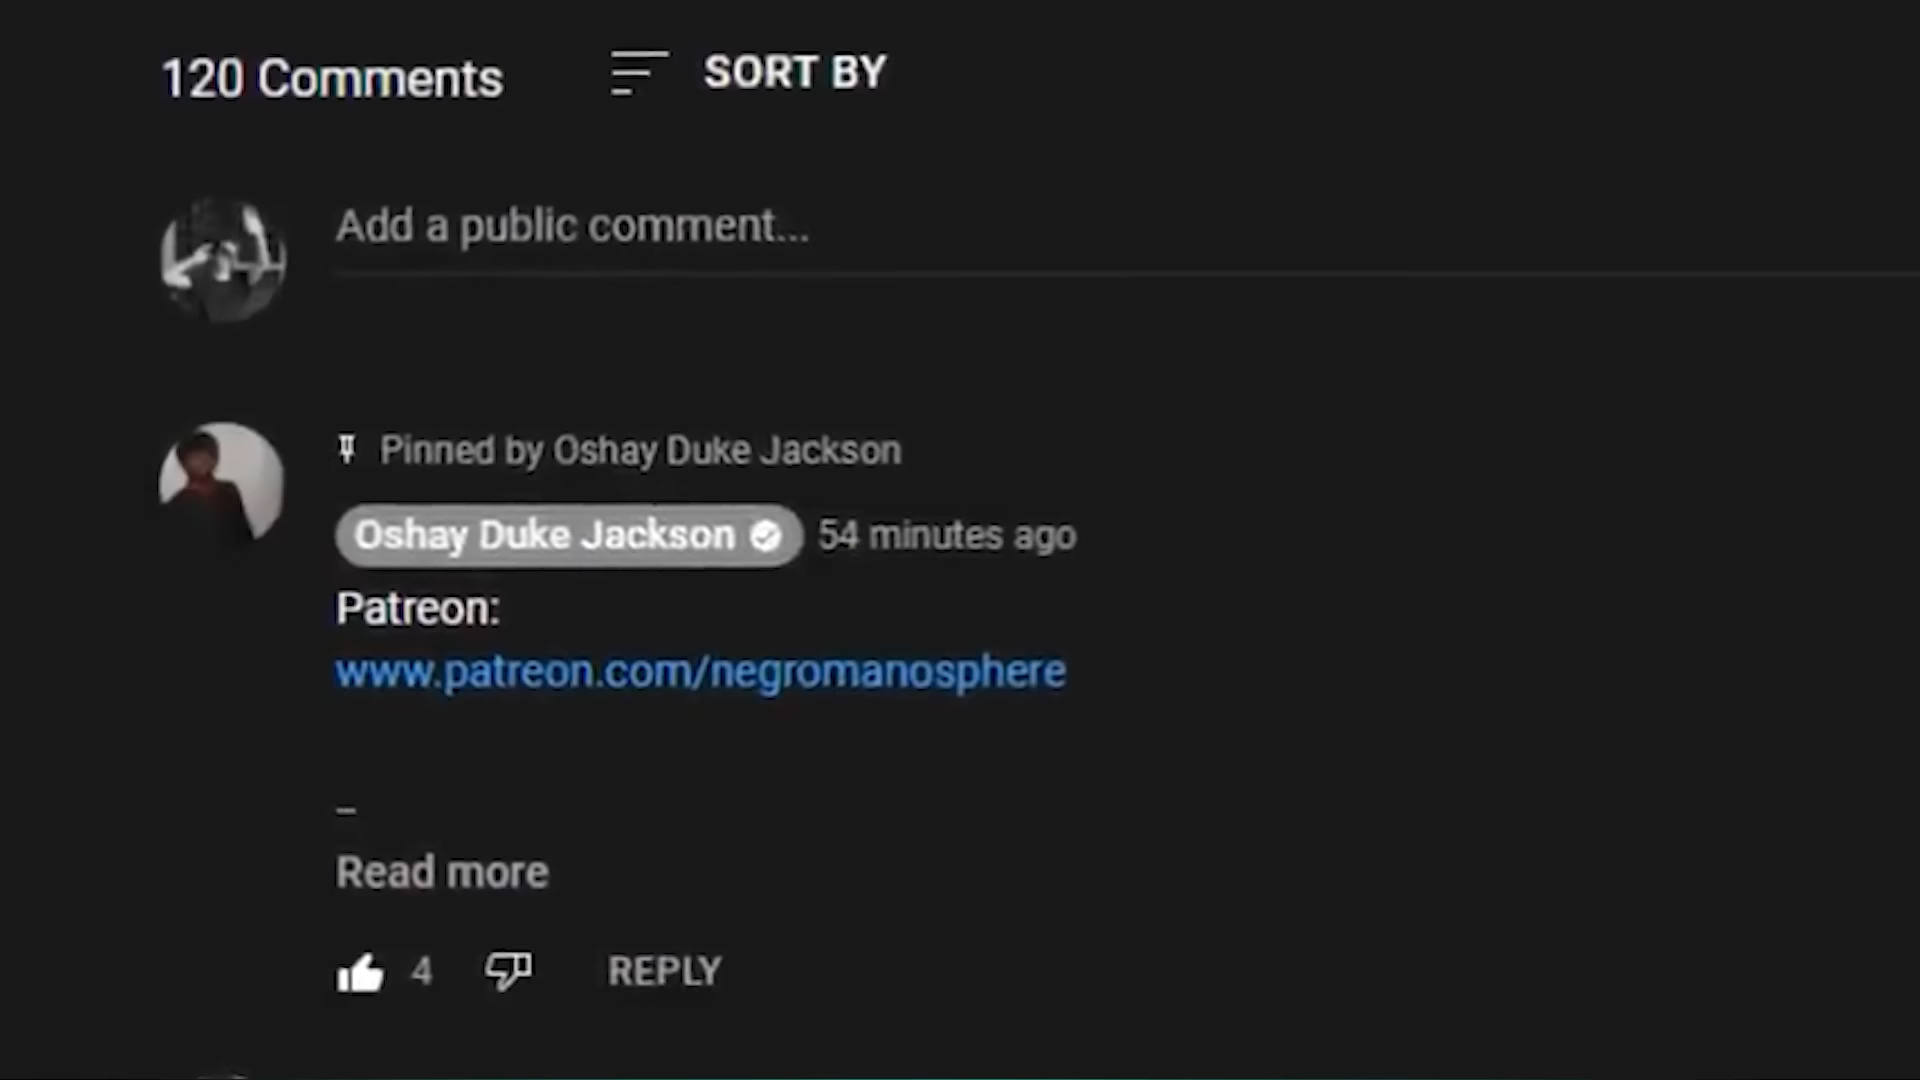 120 Comments SORT BY
Add a public comment...
Pinned by Oshay Duke Jackson
Oshay Duke Jackson 54 minutes ago
Patreon:
www.patreon.com/negromanosphere
_
Read more
4 REPLY